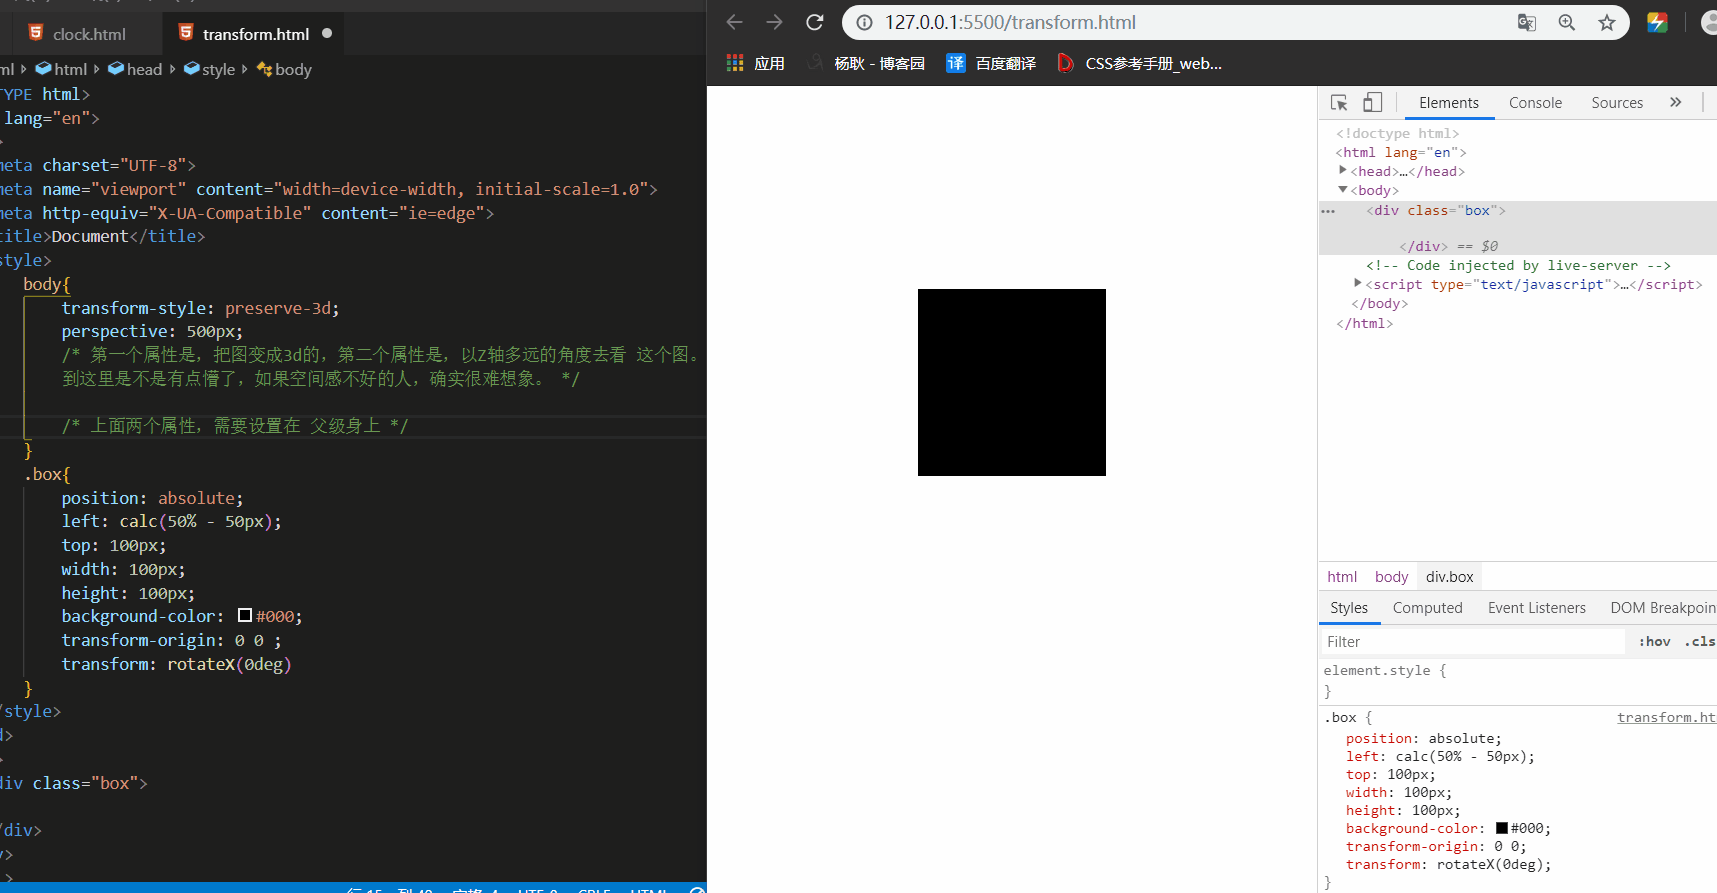 clock.html
transform.html
ml › html › head › style › body
TYPE html>
lang="en">
>
meta charset="UTF-8">
meta name="viewport" content="width=device-width, initial-scale=1.0">
meta http-equiv="X-UA-Compatible" content="ie=edge">
title>Document</title>
style>
body{
transform-style: preserve-3d;
perspective: 500px;
/* 第一个属性是，把图变成3d的，第二个属性是，以Z轴多远的角度去看 这个图。
到这里是不是有点懵了，如果空间感不好的人，确实很难想象。 */
/* 上面两个属性，需要设置在 父级身上 */
}
.box{
position: absolute;
left: calc(50% - 50px);
top: 100px;
width: 100px;
height: 100px;
background-color: #000;
transform-origin: 0 0 ;
transform: rotateX(0deg)
}
/style>
d>
>
div class="box">
/div>
y>
>
127.0.0.1:5500/transform.html
应用
杨耿 - 博客园
译 百度翻译
CSS参考手册_web...
Elements Console Sources »
<!doctype html>
<html lang="en">
<head>…</head>
<body>
<div class="box">
</div> == $0
<!-- Code injected by live-server -->
<script type="text/javascript">…</script>
</body>
</html>
html body div.box
Styles Computed Event Listeners DOM Breakpoin
Filter :hov .cls
element.style {
}
.box { transform.ht
position: absolute;
left: calc(50% - 50px);
top: 100px;
width: 100px;
height: 100px;
background-color: #000;
transform-origin: 0 0;
transform: rotateX(0deg);
}